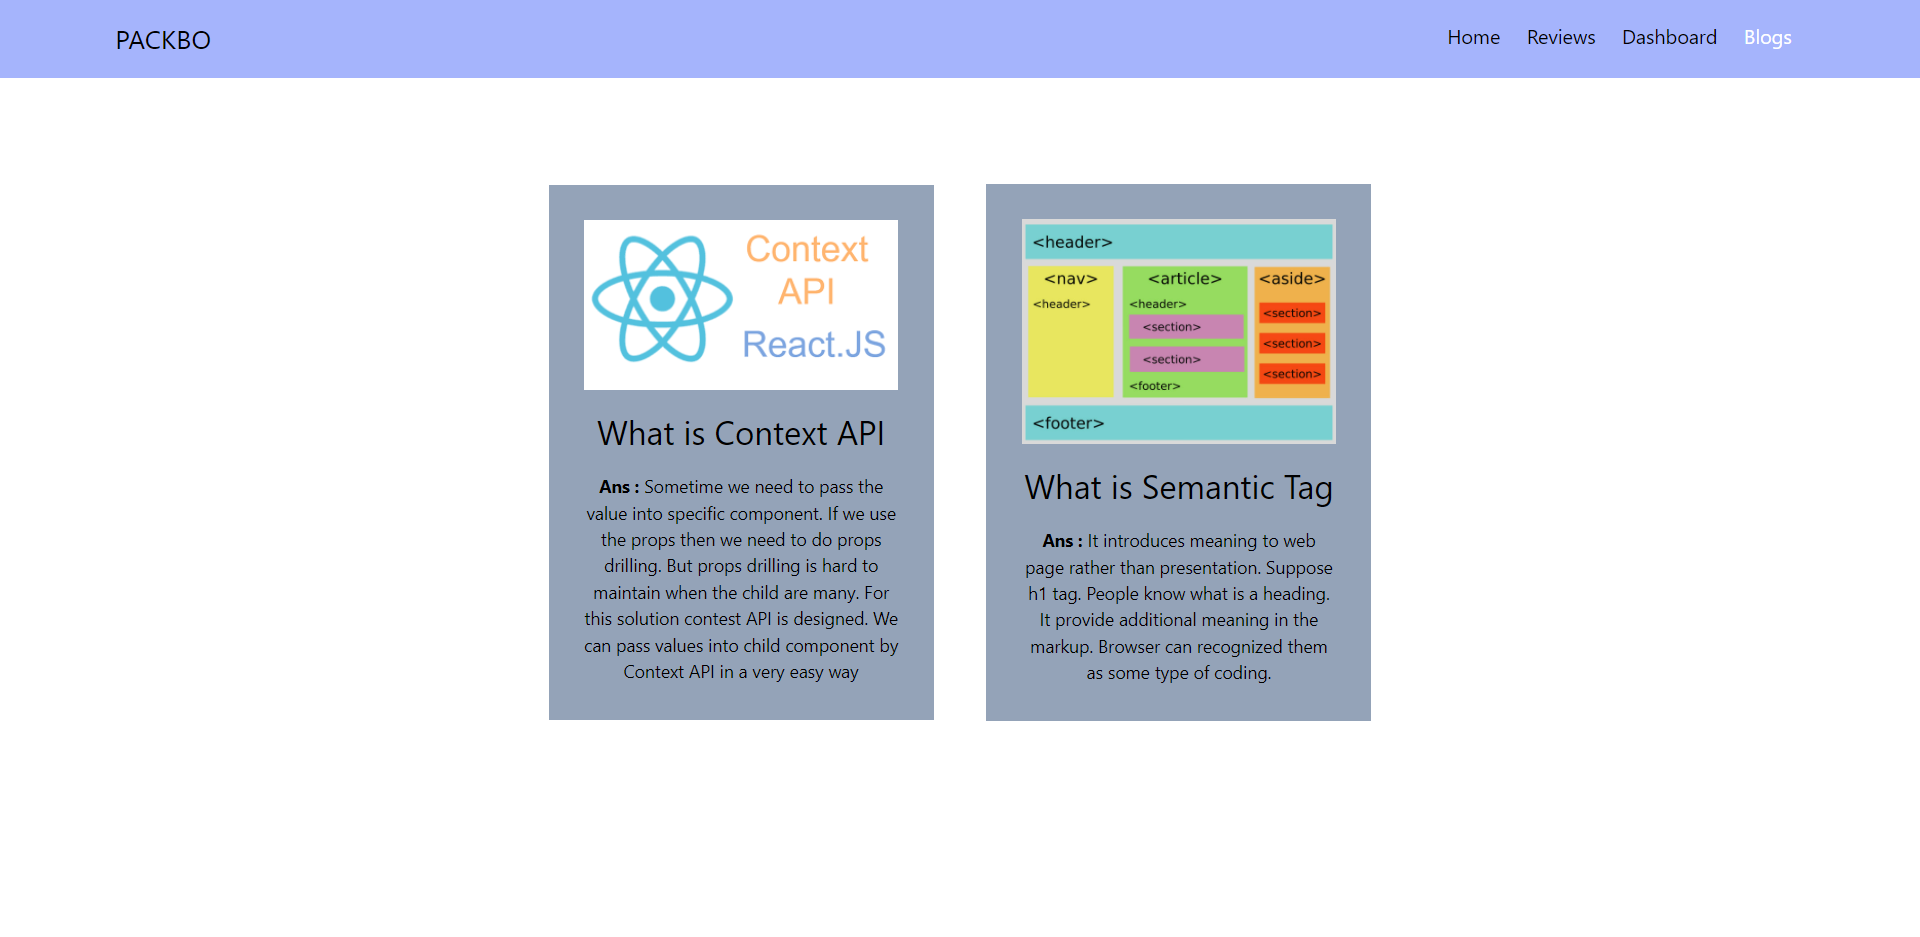 PACKBO
Home Reviews Dashboard Blogs
Context
API
React.JS
What is Context API
Ans : Sometime we need to pass the
value into specific component. If we use
the props then we need to do props
drilling. But props drilling is hard to
maintain when the child are many. For
this solution contest API is designed. We
can pass values into child component by
Context API in a very easy way
<header>
<nav>
<header>
<article>
<header>
<section>
<section>
<footer>
<aside>
<section>
<section>
<section>
<footer>
What is Semantic Tag
Ans : It introduces meaning to web
page rather than presentation. Suppose
h1 tag. People know what is a heading.
It provide additional meaning in the
markup. Browser can recognized them
as some type of coding.